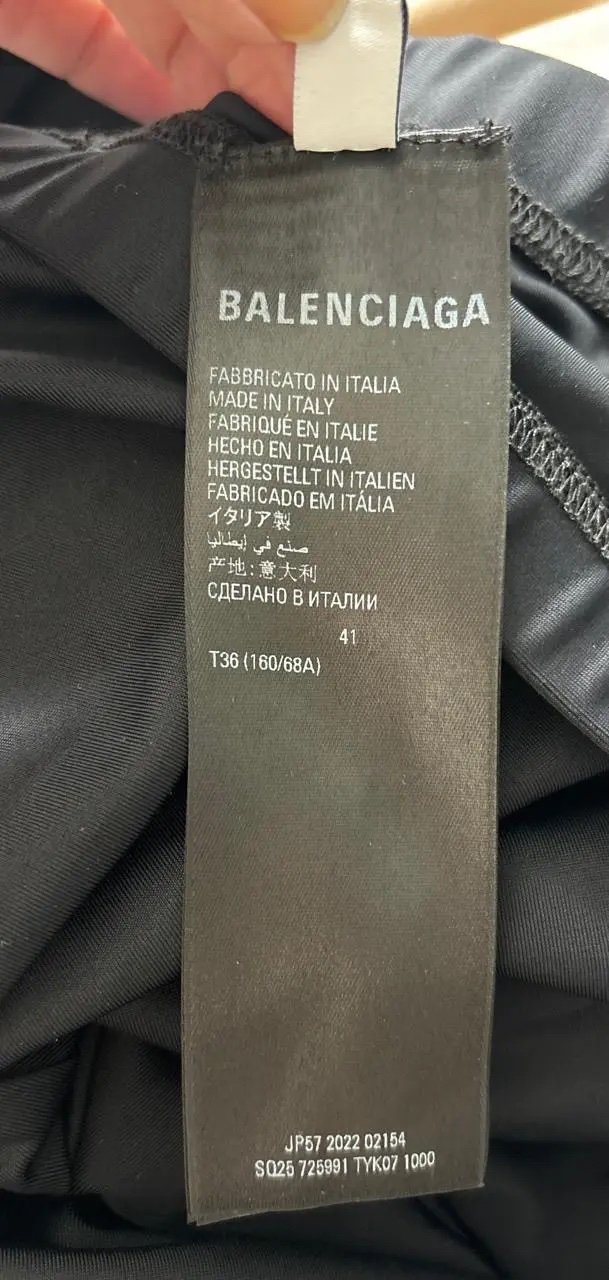 BALENCIAGA
FABBRICATO IN ITALIA
MADE IN ITALY
FABRIQUÉ EN ITALIE
HECHO EN ITALIA
HERGESTELLT IN ITALIEN
FABRICADO EM ITÁLIA
イタリア製
صنع في إيطاليا
产地:意大利
СДЕЛАНО В ИТАЛИИ
41
T36 (160/68A)
JP57 2022 02154
SQ25 725991 TYK07 1000